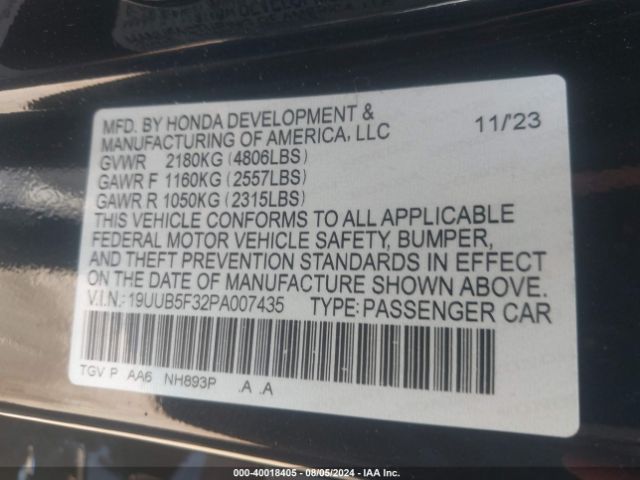 MFD. BY HONDA DEVELOPMENT &
MANUFACTURING OF AMERICA, LLC 11/'23
GVWR 2180KG (4806LBS)
GAWR F 1160KG (2557LBS)
GAWR R 1050KG (2315LBS)
THIS VEHICLE CONFORMS TO ALL APPLICABLE
FEDERAL MOTOR VEHICLE SAFETY, BUMPER,
AND THEFT PREVENTION STANDARDS IN EFFECT
ON THE DATE OF MANUFACTURE SHOWN ABOVE.
V.I.N.: 19UUB5F32PA007435 TYPE: PASSENGER CAR
TGV P AA6 NH893P .A .A
000-40018405 - 08/05/2024 - IAA Inc.